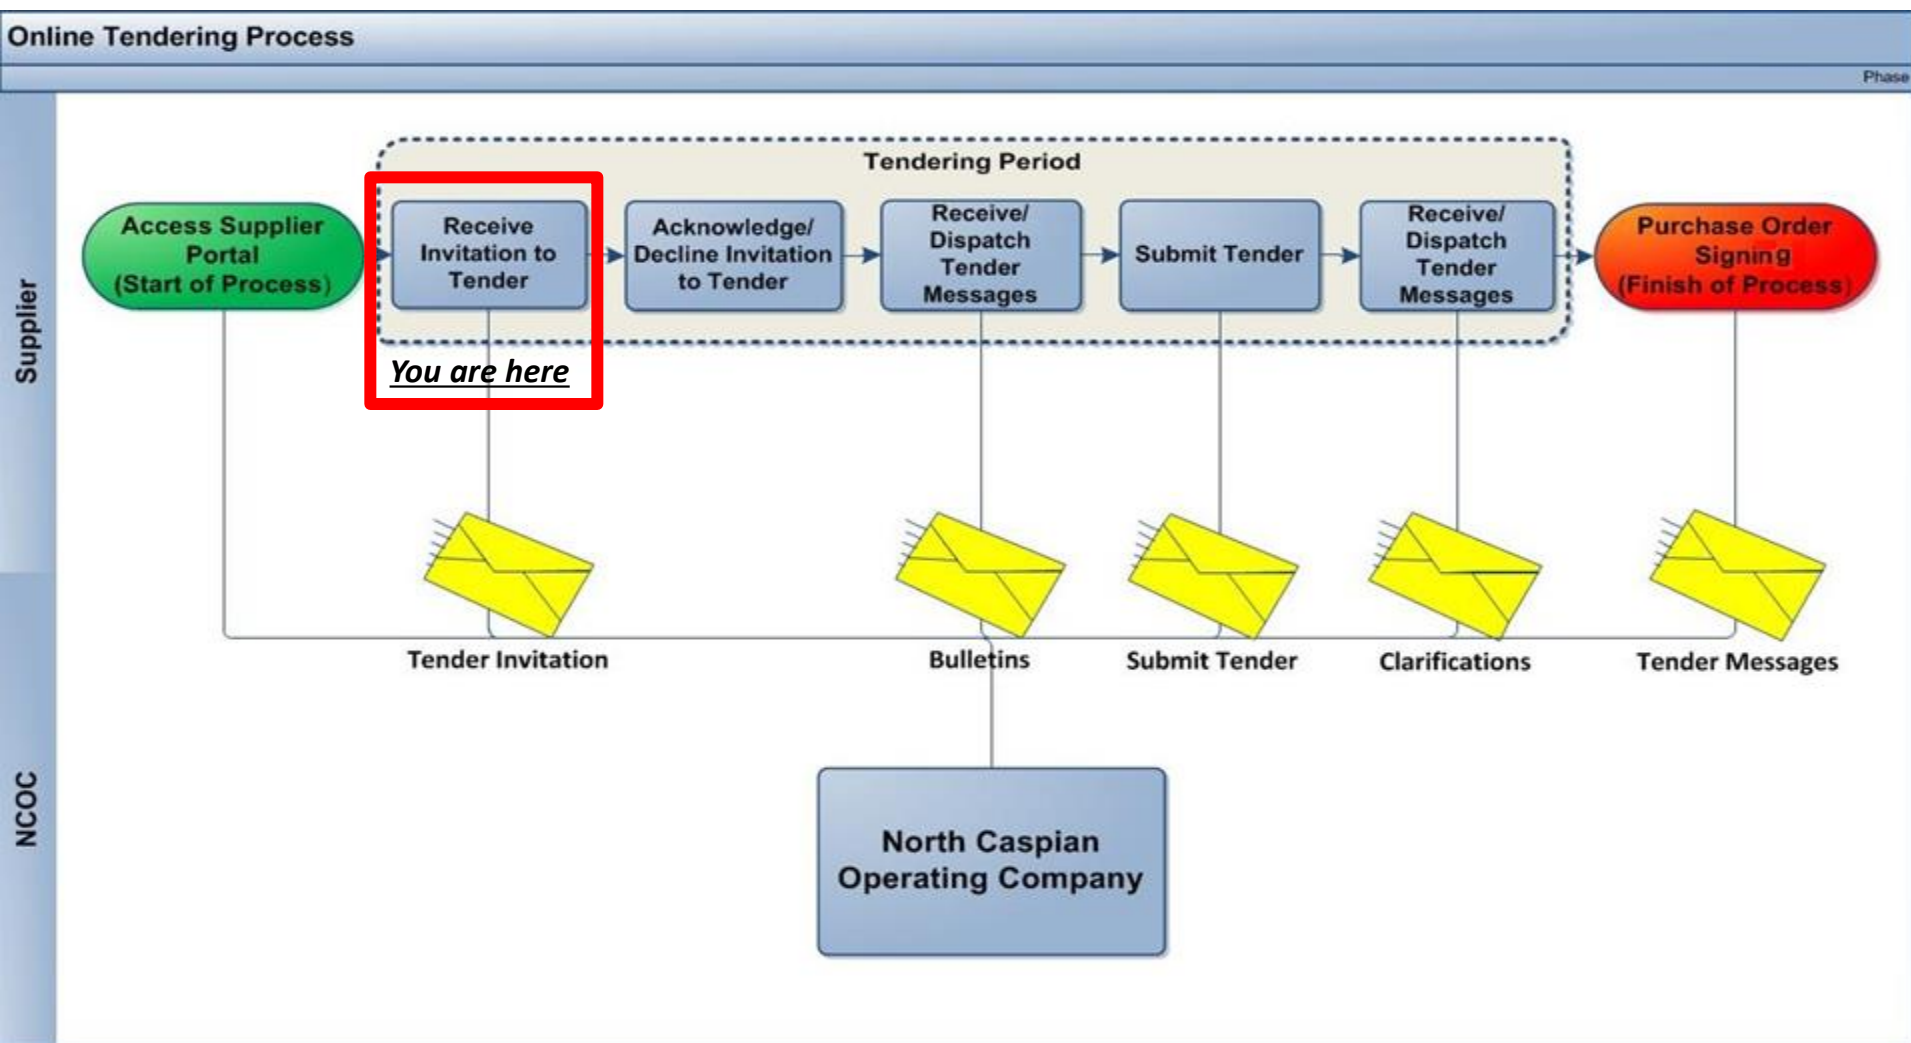 Online Tendering Process
Phase
Supplier
Tendering Period
Access Supplier
Portal
(Start of Process)
Receive
Invitation to
Tender
Acknowledge/
Decline Invitation
to Tender
Receive/
Dispatch
Tender
Messages
Submit Tender
Receive/
Dispatch
Tender
Messages
Purchase Order
Signing
(Finish of Process)
You are here
Tender Invitation
Bulletins
Submit Tender
Clarifications
Tender Messages
NCOC
North Caspian
Operating Company